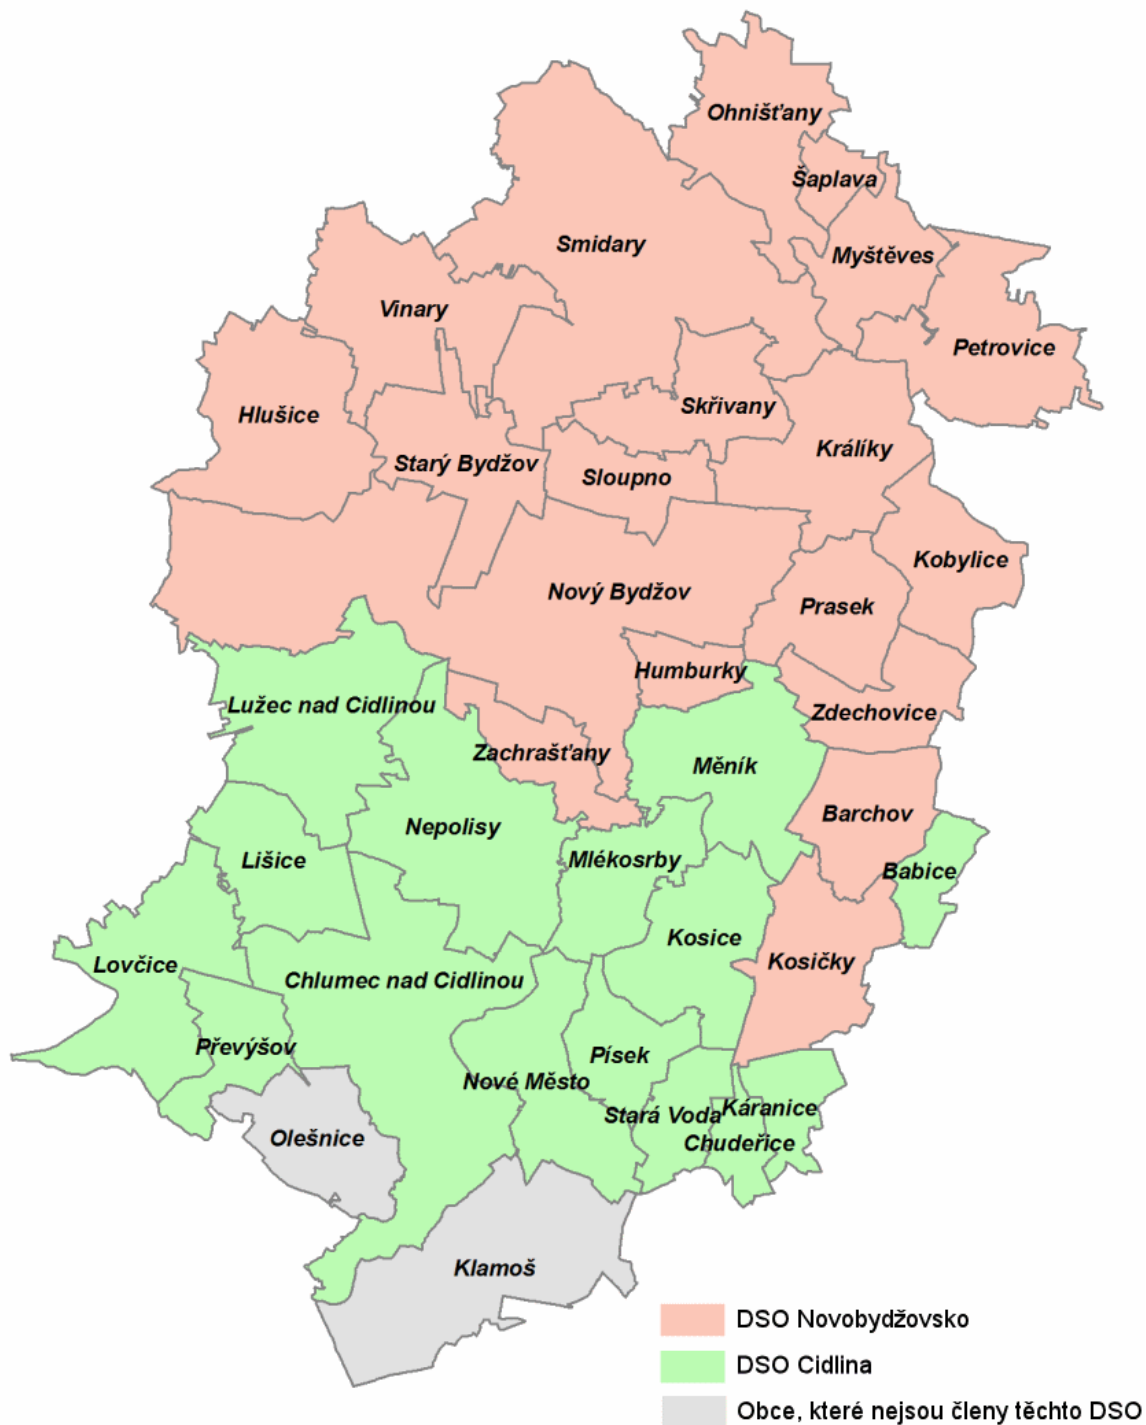 Ohnišťany
Šaplava
Smidary
Myštěves
Vinary
Petrovice
Hlušice
Skřivany
Králíky
Starý Bydžov
Sloupno
Kobylice
Nový Bydžov
Prasek
Humburky
Lužec nad Cidlinou
Zdechovice
Zachrašťany
Měník
Barchov
Nepolisy
Lišice
Mlékosrby
Babice
Kosice
Lovčice
Kosičky
Chlumec nad Cidlinou
Převýšov
Písek
Nové Město
Stará Voda
Káranice
Olešnice
Chudeřice
Klamoš
DSO Novobydžovsko
DSO Cidlina
Obce, které nejsou členy těchto DSO